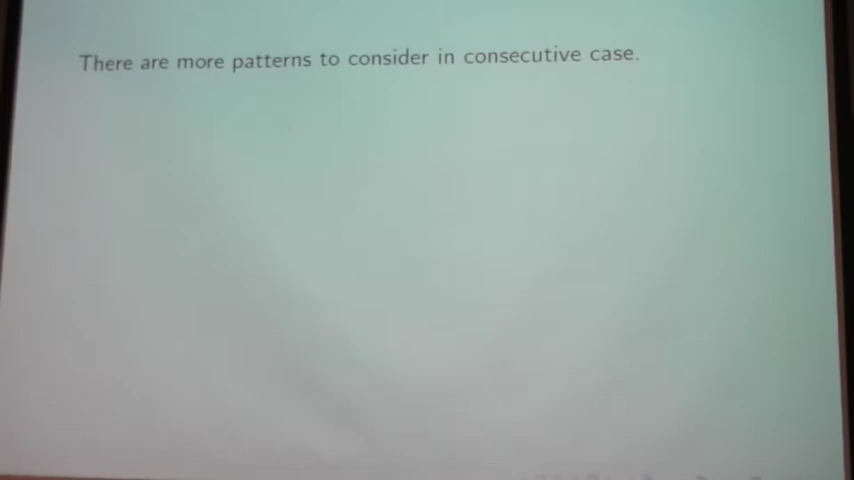 There are more patterns to consider in consecutive case.